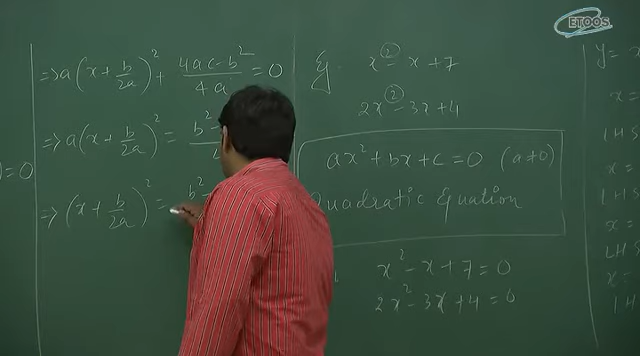 ETOOS
⇒ a(x + b/2a)² + (4ac - b²)/4a = 0
⇒ a(x + b/2a)² = b²
⇒ (x + b/2a)² = b²
= 0
Eg. x² - x + 7
2x² - 3x + 4
ax² + bx + c = 0 (a ≠ 0)
Quadratic Equation
x² - x + 7 = 0
2x² - 3x + 4 = 0
y =
x =
LHS
x =
LHS
x =
LHS
x =
LH